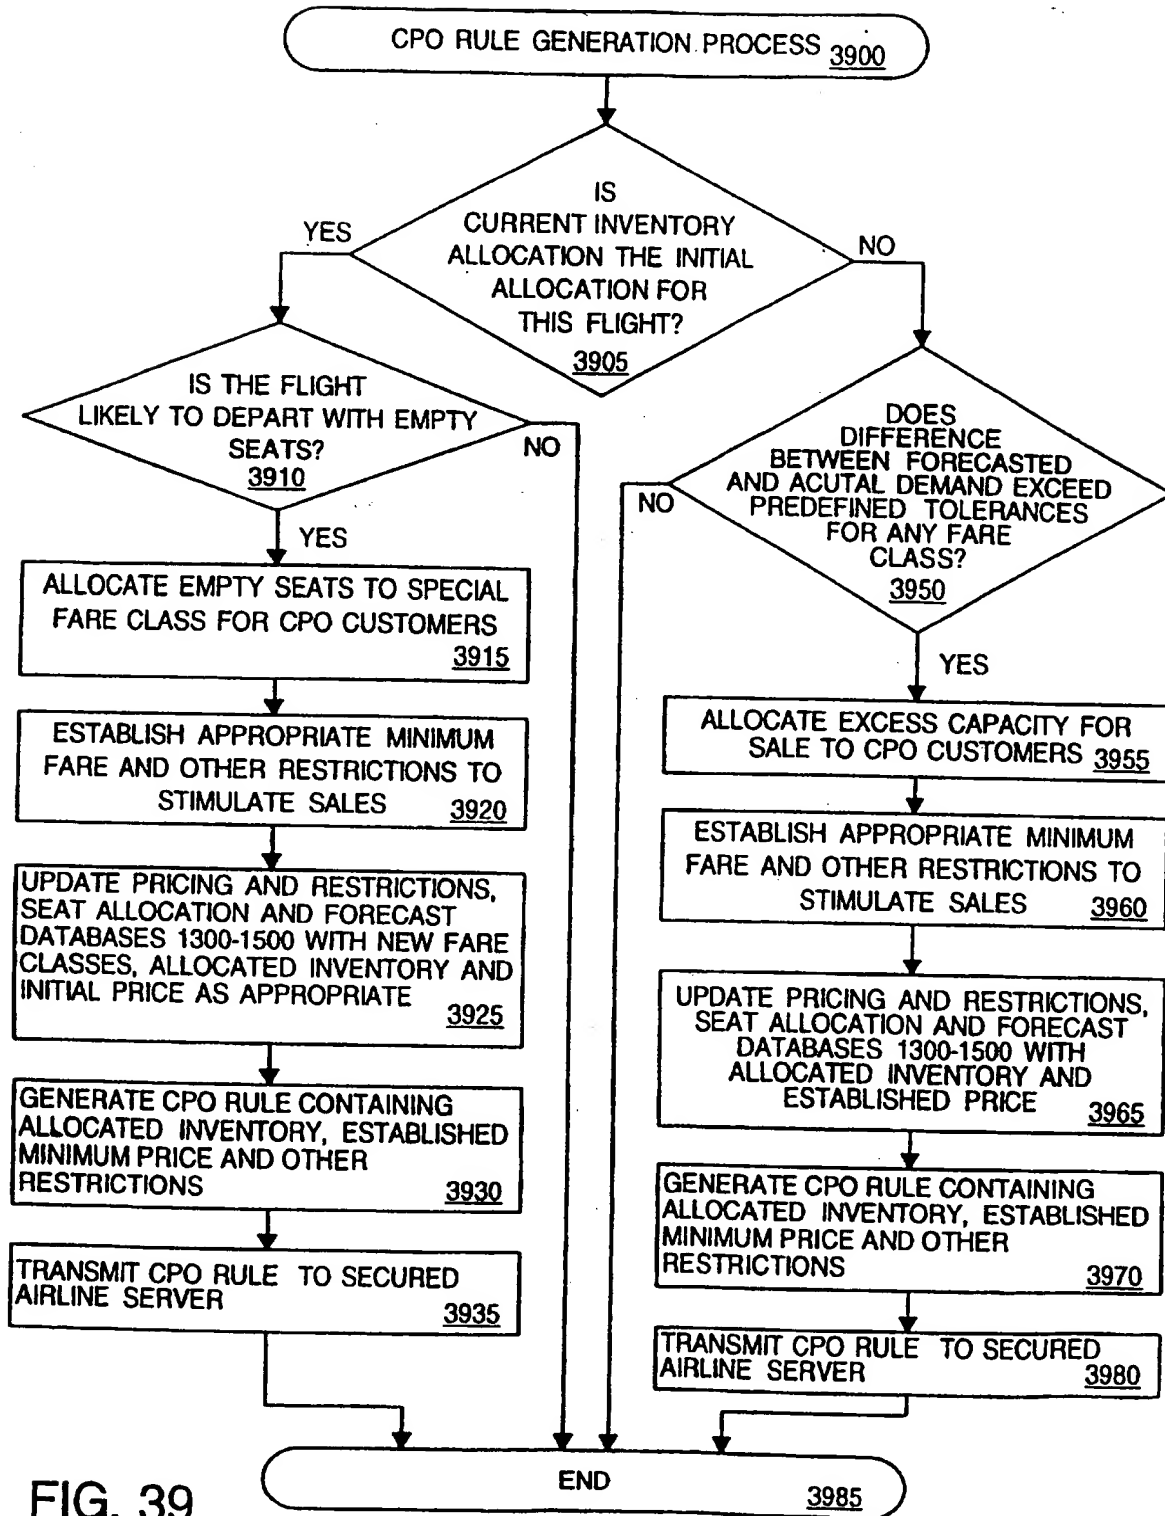 CPO RULE GENERATION PROCESS 3900
IS
CURRENT INVENTORY
ALLOCATION THE INITIAL
ALLOCATION FOR
THIS FLIGHT?
3905
YES
NO
IS THE FLIGHT
LIKELY TO DEPART WITH EMPTY
SEATS?
3910
NO
YES
ALLOCATE EMPTY SEATS TO SPECIAL
FARE CLASS FOR CPO CUSTOMERS
3915
ESTABLISH APPROPRIATE MINIMUM
FARE AND OTHER RESTRICTIONS TO
STIMULATE SALES 3920
UPDATE PRICING AND RESTRICTIONS,
SEAT ALLOCATION AND FORECAST
DATABASES 1300-1500 WITH NEW FARE
CLASSES, ALLOCATED INVENTORY AND
INITIAL PRICE AS APPROPRIATE
3925
GENERATE CPO RULE CONTAINING
ALLOCATED INVENTORY, ESTABLISHED
MINIMUM PRICE AND OTHER
RESTRICTIONS 3930
TRANSMIT CPO RULE TO SECURED
AIRLINE SERVER 3935
DOES
DIFFERENCE
BETWEEN FORECASTED
AND ACUTAL DEMAND EXCEED
PREDEFINED TOLERANCES
FOR ANY FARE
CLASS?
3950
NO
YES
ALLOCATE EXCESS CAPACITY FOR
SALE TO CPO CUSTOMERS 3955
ESTABLISH APPROPRIATE MINIMUM
FARE AND OTHER RESTRICTIONS TO
STIMULATE SALES 3960
UPDATE PRICING AND RESTRICTIONS,
SEAT ALLOCATION AND FORECAST
DATABASES 1300-1500 WITH
ALLOCATED INVENTORY AND
ESTABLISHED PRICE 3965
GENERATE CPO RULE CONTAINING
ALLOCATED INVENTORY, ESTABLISHED
MINIMUM PRICE AND OTHER
RESTRICTIONS 3970
TRANSMIT CPO RULE TO SECURED
AIRLINE SERVER 3980
END 3985
FIG. 39